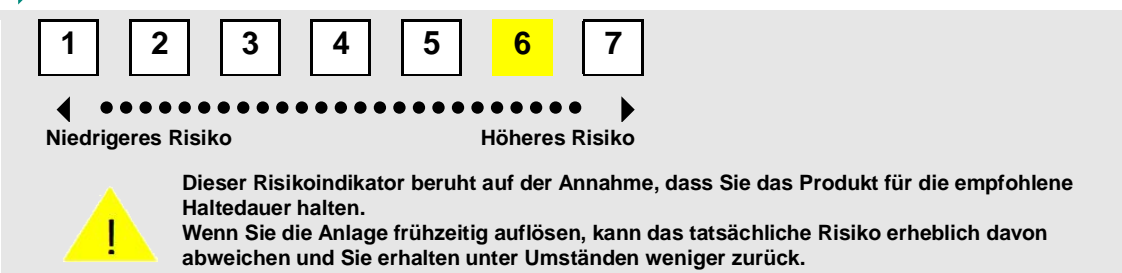 1 2 3 4 5 6 7
Niedrigeres Risiko Höheres Risiko
Dieser Risikoindikator beruht auf der Annahme, dass Sie das Produkt für die empfohlene
Haltedauer halten.
Wenn Sie die Anlage frühzeitig auflösen, kann das tatsächliche Risiko erheblich davon
abweichen und Sie erhalten unter Umständen weniger zurück.
!